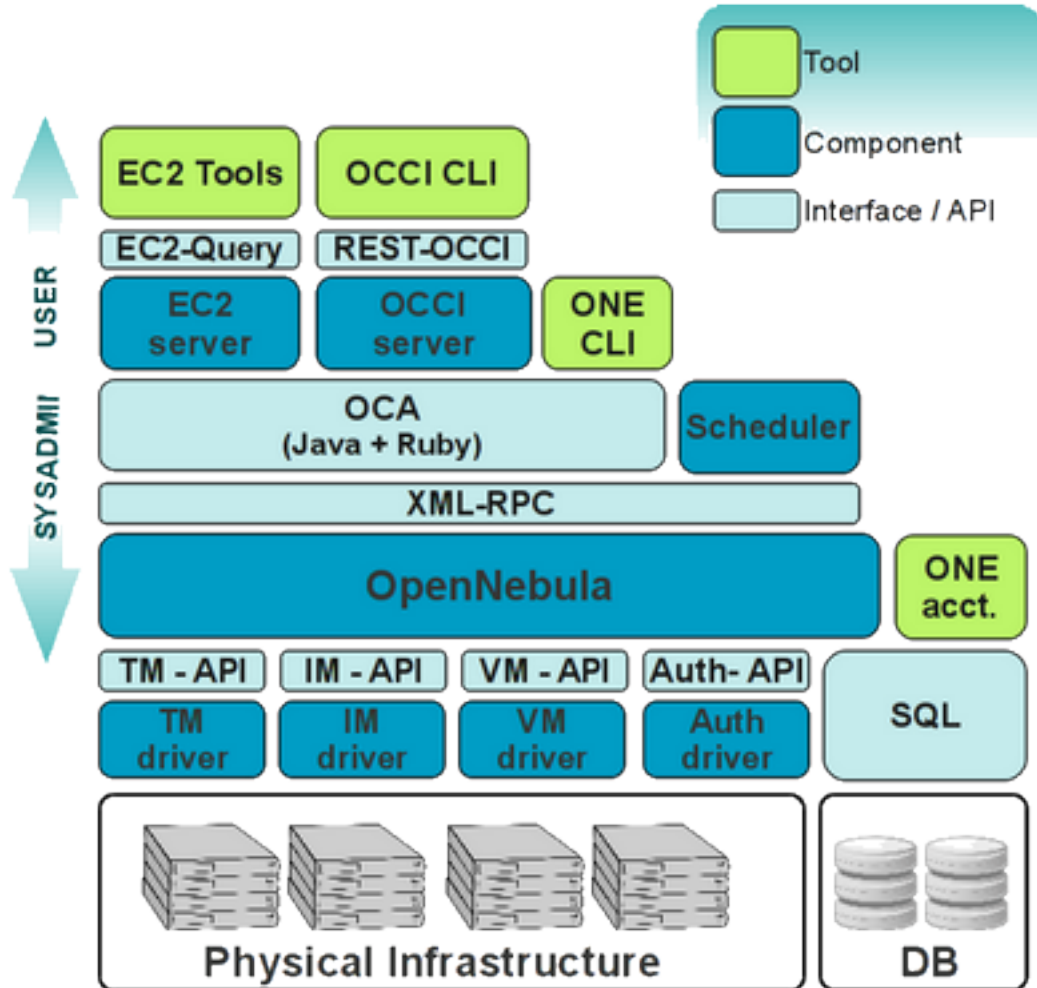 Tool
Component
Interface / API
EC2 Tools
OCCI CLI
EC2-Query
REST-OCCI
EC2
server
OCCI
server
ONE
CLI
USER
SYSADMII
OCA
(Java + Ruby)
Scheduler
XML-RPC
OpenNebula
ONE
acct.
TM - API
IM - API
VM - API
Auth- API
TM
driver
IM
driver
VM
driver
Auth
driver
SQL
Physical Infrastructure
DB